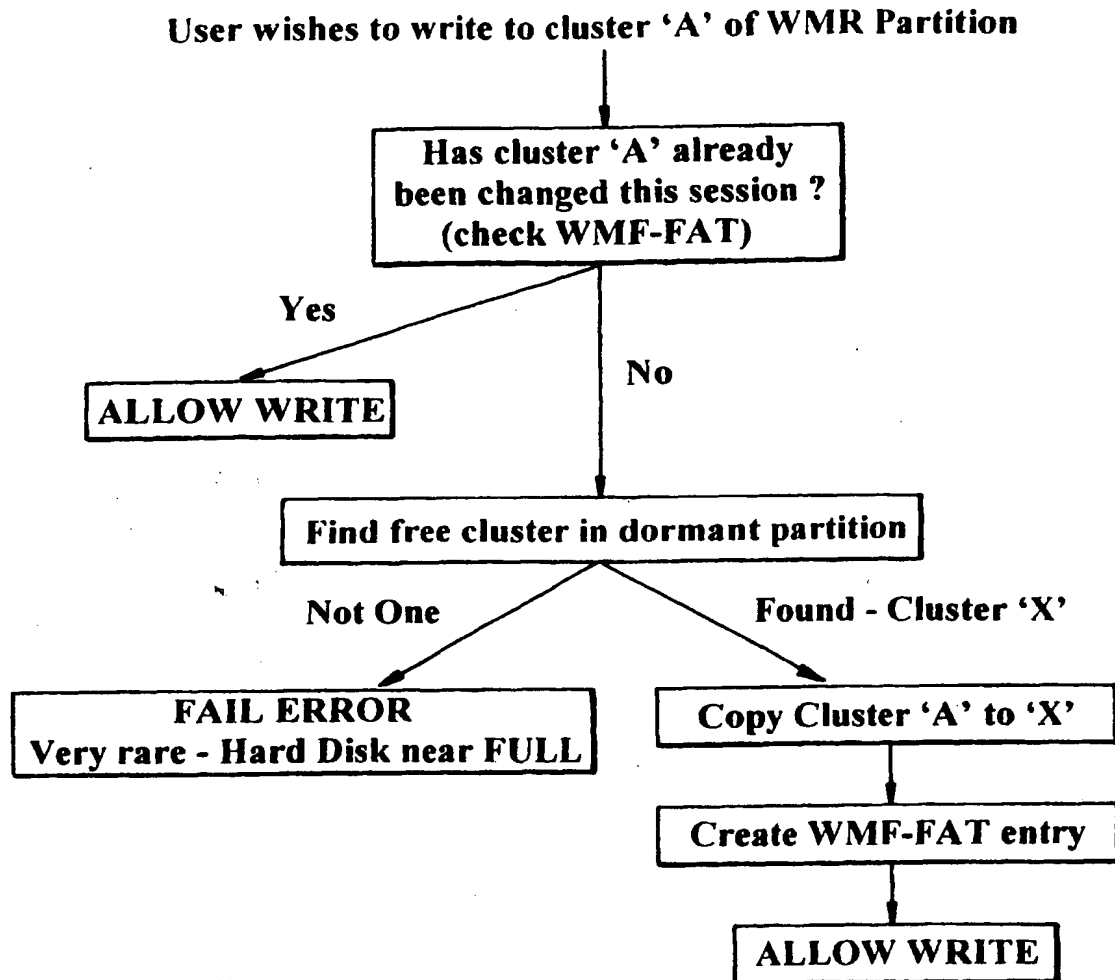 User wishes to write to cluster ‘A’ of WMR Partition
Has cluster ‘A’ already
been changed this session ?
(check WMF-FAT)
Yes
No
ALLOW WRITE
Find free cluster in dormant partition
Not One
Found - Cluster ‘X’
FAIL ERROR
Very rare - Hard Disk near FULL
Copy Cluster ‘A’ to ‘X’
Create WMF-FAT entry
ALLOW WRITE